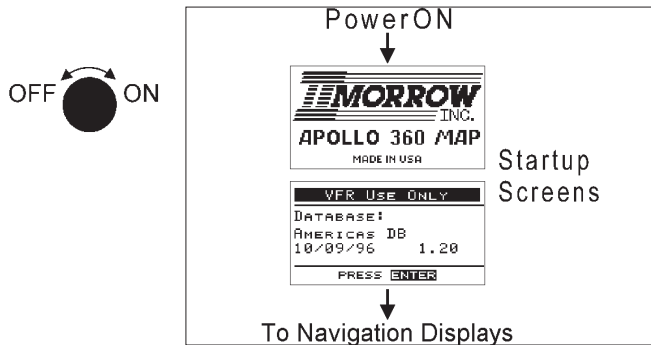 PowerON
OFF ON
IIMORROW
INC.
APOLLO 360 MAP
MADE IN USA
Startup
Screens
VFR USE ONLY
DATABASE:
AMERICAS DB
10/09/96 1.20
PRESS ENTER
To Navigation Displays